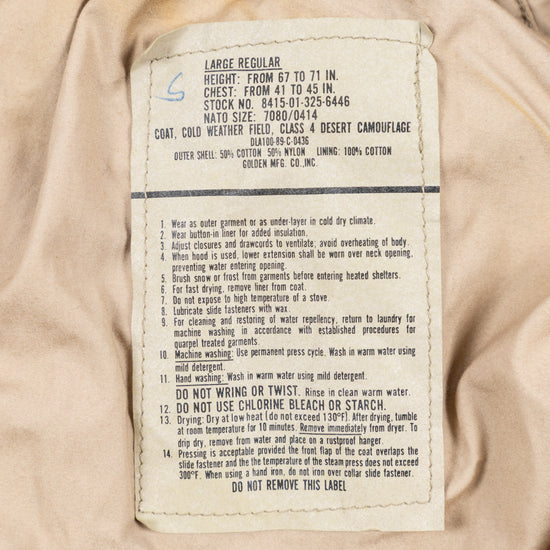 LARGE REGULAR
HEIGHT: FROM 67 TO 71 IN.
CHEST: FROM 41 TO 45 IN.
STOCK NO. 8415-01-325-6446
NATO SIZE: 7080/0414
COAT, COLD WEATHER FIELD, CLASS 4 DESERT CAMOUFLAGE
DLA100-89-C-0436
OUTER SHELL: 50% COTTON 50% NYLON LINING: 100% COTTON
GOLDEN MFG. CO., INC.
1. Wear as outer garment or as under-layer in cold dry climate.
2. Wear button-in liner for added insulation.
3. Adjust closures and drawcords to ventilate; avoid overheating of body.
4. When hood is used, lower extension shall be worn over neck opening,
preventing water entering opening.
5. Brush snow or frost from garments before entering heated shelters.
6. For fast drying, remove liner from coat.
7. Do not expose to high temperature of a stove.
8. Lubricate slide fasteners with wax.
9. For cleaning and restoring of water repellency, return to laundry for
machine washing in accordance with established procedures for
quarpel treated garments.
10. Machine washing: Use permanent press cycle. Wash in warm water using
mild detergent.
11. Hand washing: Wash in warm water using mild detergent.
DO NOT WRING OR TWIST. Rinse in clean warm water.
12. DO NOT USE CHLORINE BLEACH OR STARCH.
13. Drying: Dry at low heat (do not exceed 130°F). After drying, tumble
at room temperature for 10 minutes. Remove immediately from dryer. To
drip dry, remove from water and place on a rustproof hanger.
14. Pressing is acceptable provided the front flap of the coat overlaps the
slide fastener and the the temperature of the steam press does not exceed
300°F. When using a hand iron, do not iron over collar slide fastener.
DO NOT REMOVE THIS LABEL